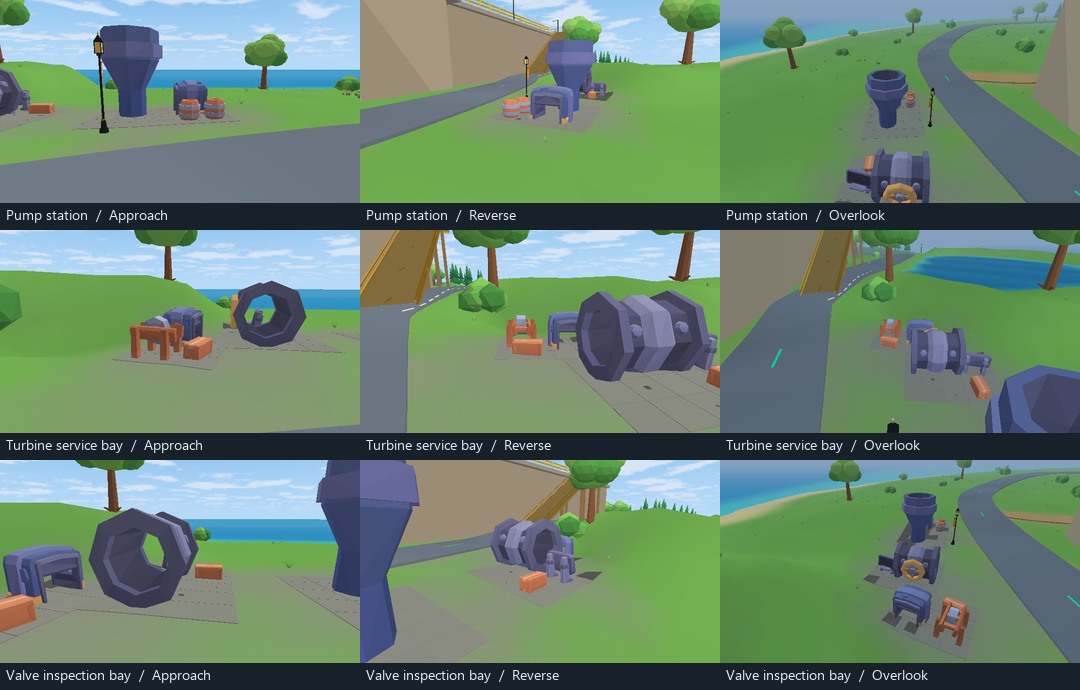 Pump station / Approach
Pump station / Reverse
Pump station / Overlook
Turbine service bay / Approach
Turbine service bay / Reverse
Turbine service bay / Overlook
Valve inspection bay / Approach
Valve inspection bay / Reverse
Valve inspection bay / Overlook